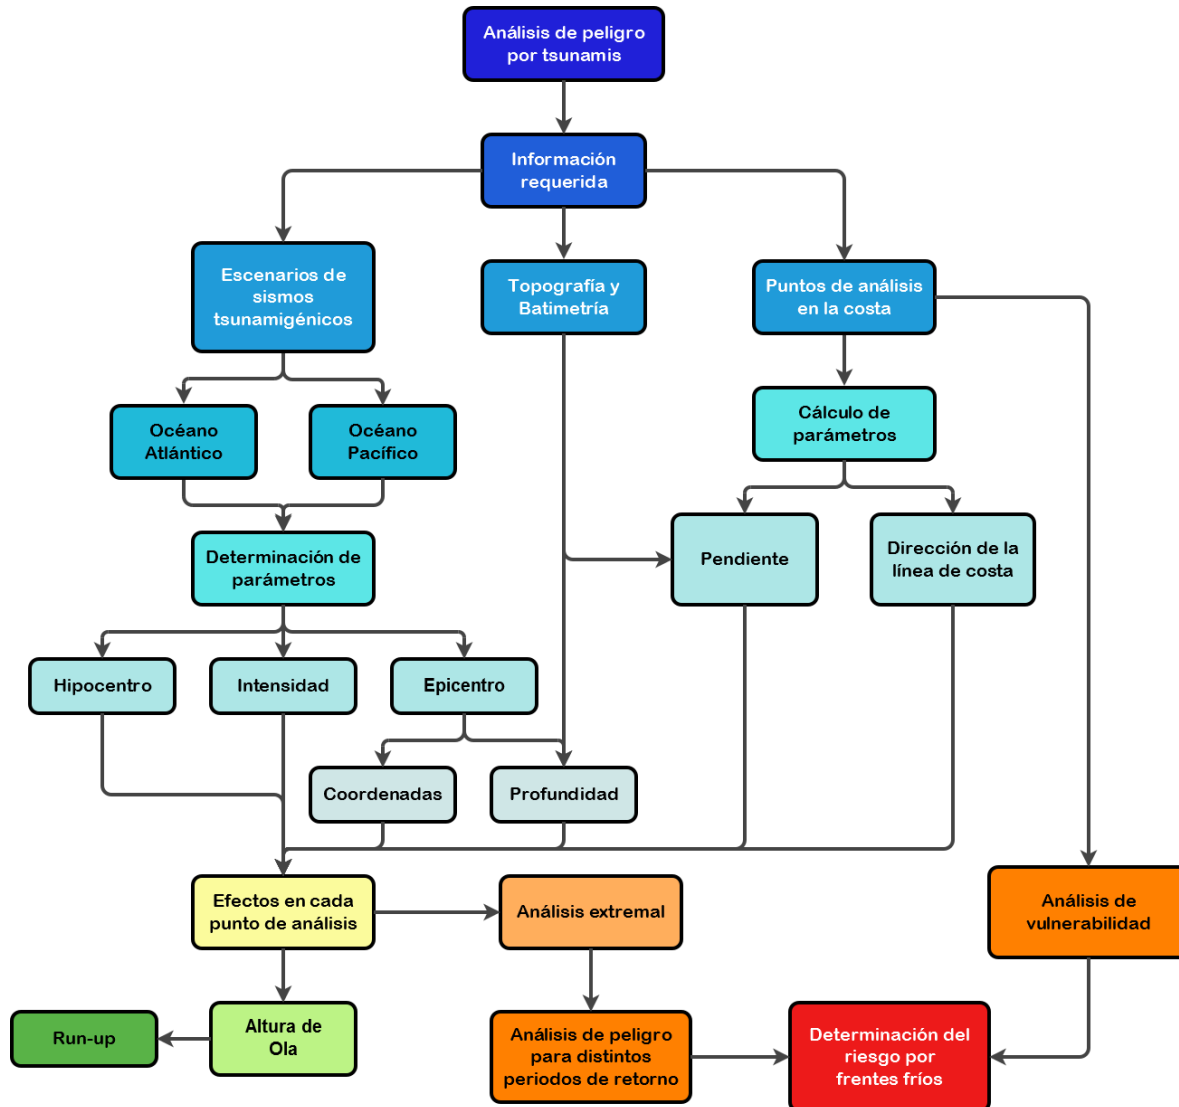 Análisis de peligro
por tsunamis
Información
requerida
Escenarios de
sismos
tsunamigénicos
Topografía y
Batimetría
Puntos de análisis
en la costa
Océano
Atlántico
Océano
Pacífico
Cálculo de
parámetros
Determinación de
parámetros
Pendiente
Dirección de la
línea de costa
Hipocentro
Intensidad
Epicentro
Coordenadas
Profundidad
Efectos en cada
punto de análisis
Análisis extremal
Análisis de
vulnerabilidad
Run-up
Altura de
Ola
Análisis de peligro
para distintos
periodos de retorno
Determinación del
riesgo por
frentes fríos